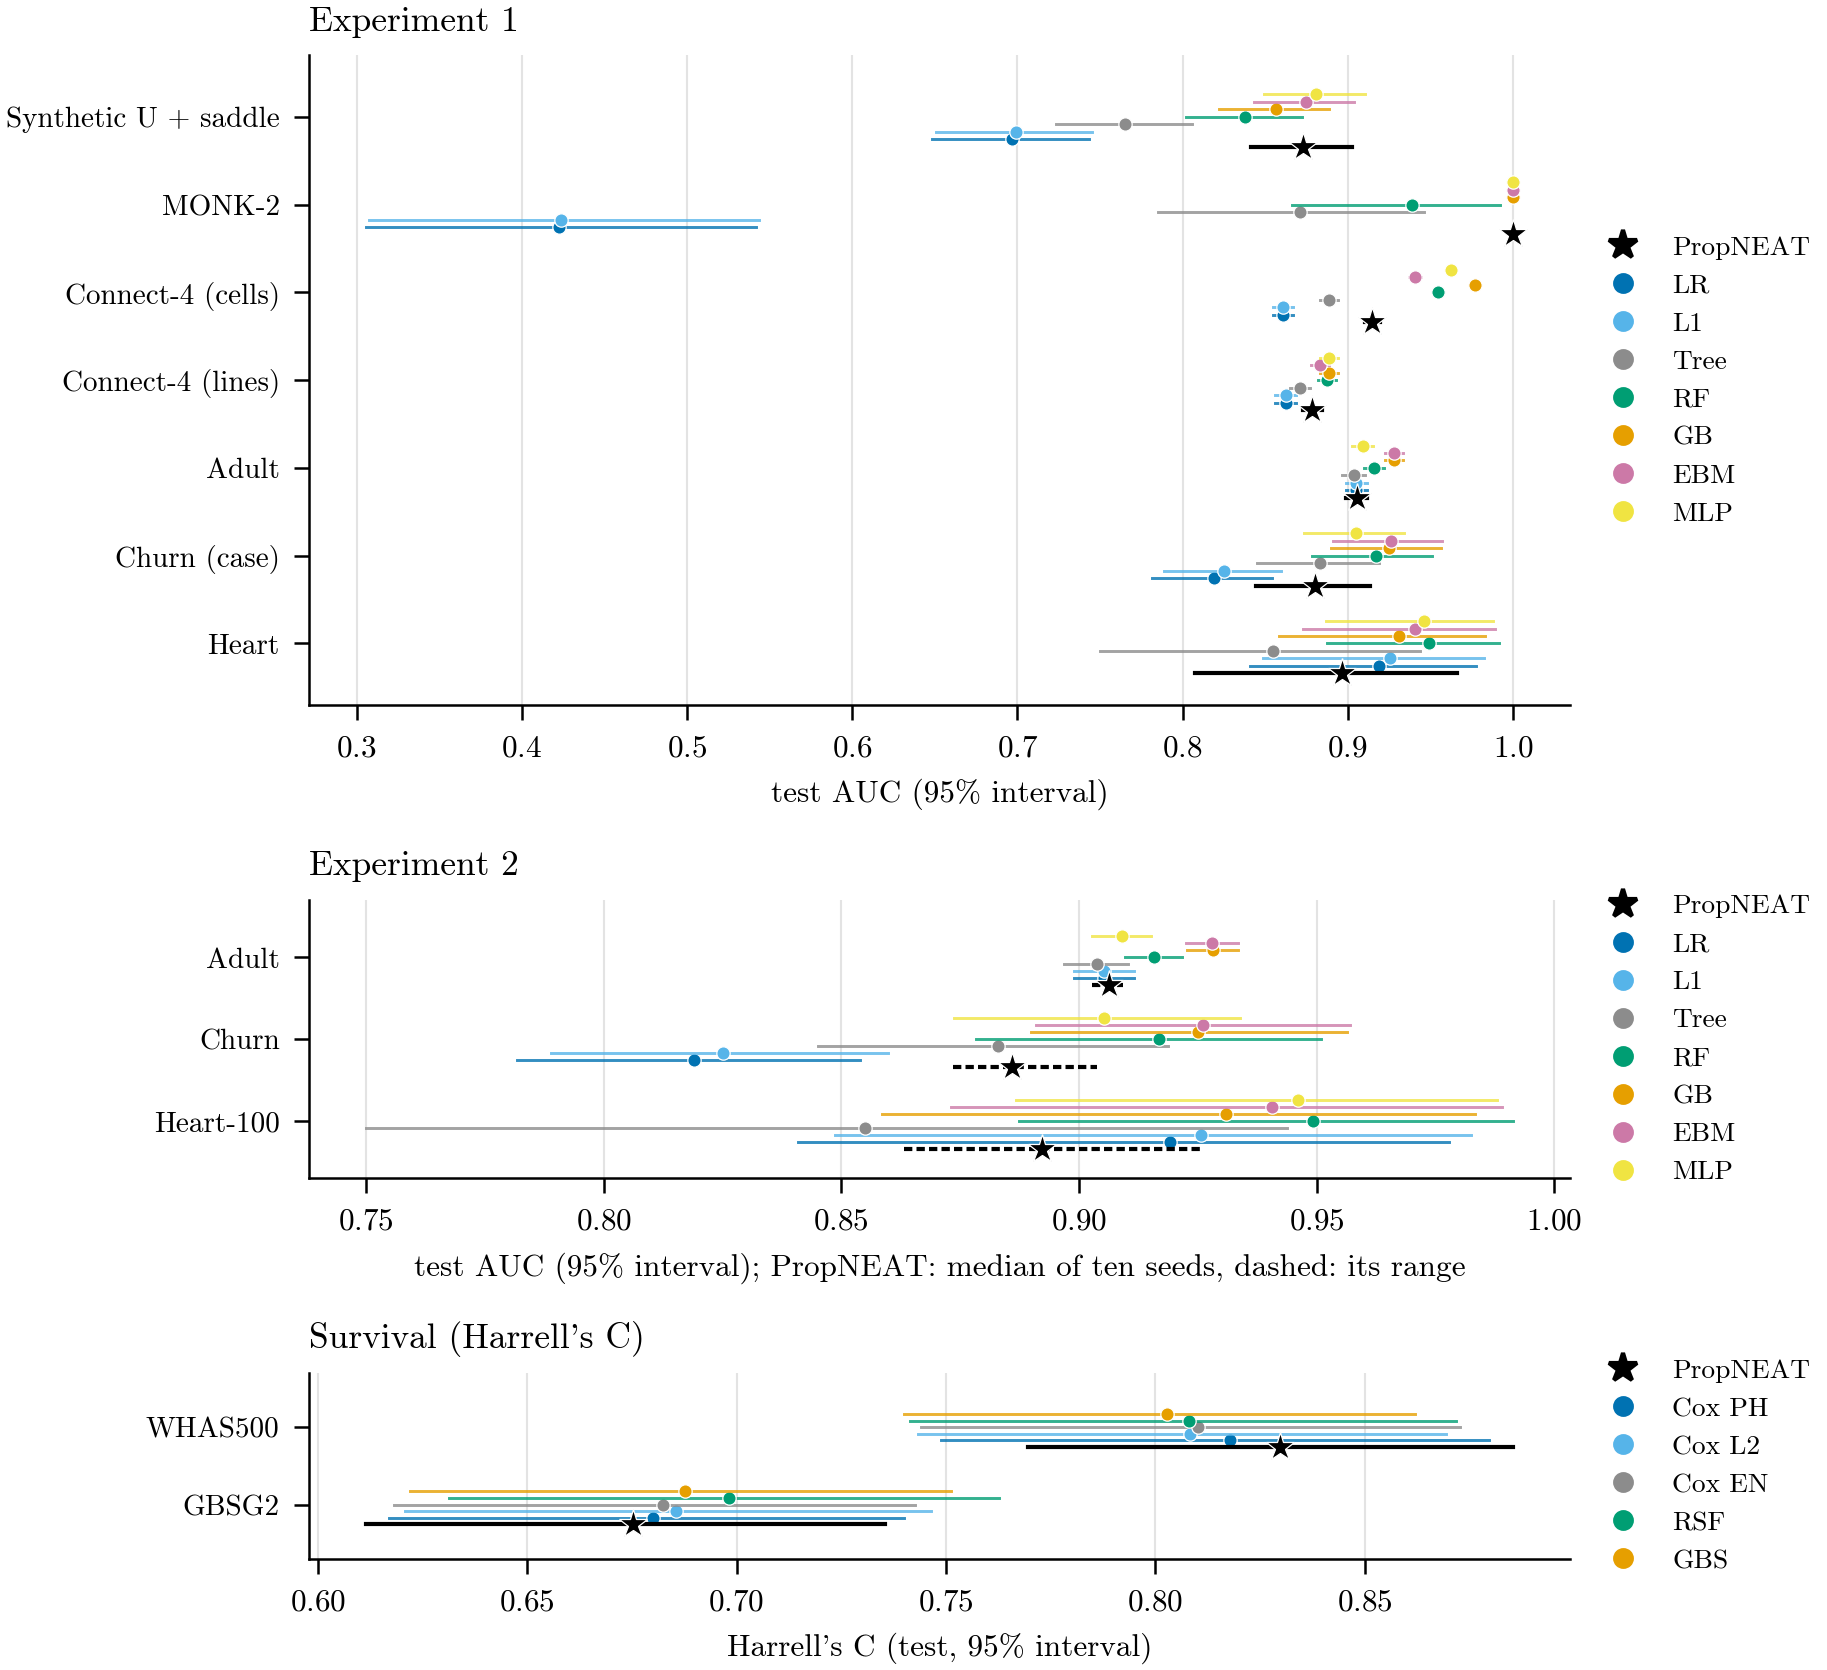 Experiment 1
Synthetic U + saddle
MONK-2
Connect-4 (cells)
Connect-4 (lines)
Adult
Churn (case)
Heart
0.3 0.4 0.5 0.6 0.7 0.8 0.9 1.0
test AUC (95% interval)
PropNEAT
LR
L1
Tree
RF
GB
EBM
MLP
Experiment 2
Adult
Churn
Heart-100
0.75 0.80 0.85 0.90 0.95 1.00
test AUC (95% interval); PropNEAT: median of ten seeds, dashed: its range
PropNEAT
LR
L1
Tree
RF
GB
EBM
MLP
Survival (Harrell's C)
WHAS500
GBSG2
0.60 0.65 0.70 0.75 0.80 0.85
Harrell's C (test, 95% interval)
PropNEAT
Cox PH
Cox L2
Cox EN
RSF
GBS